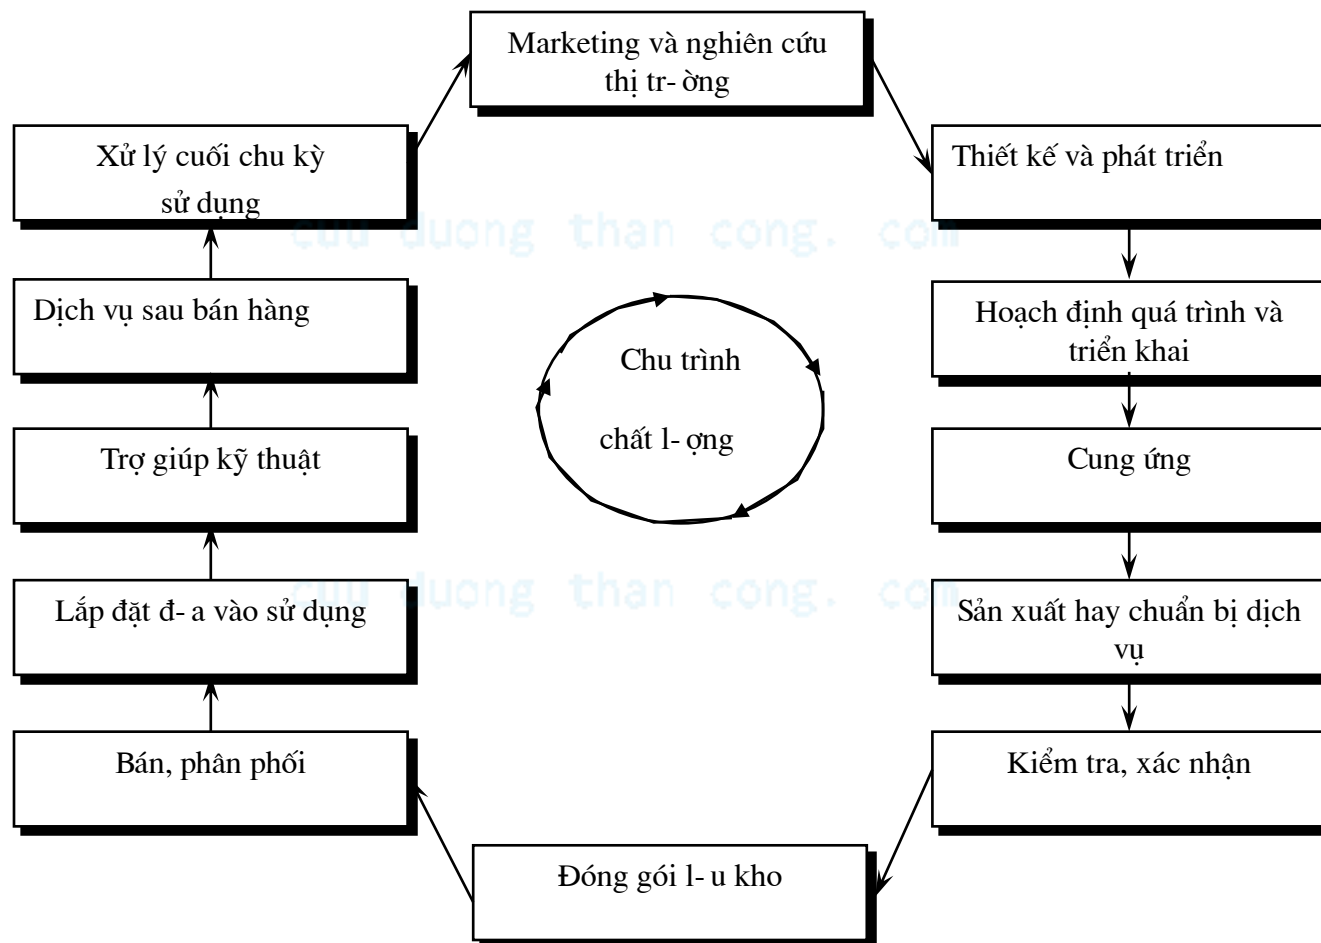 Marketing và nghiên cứu
thị tr- ờng
Xử lý cuối chu kỳ
sử dụng
Thiết kế và phát triển
cuu duong than cong. com
Dịch vụ sau bán hàng
Hoạch định quá trình và
triển khai
Chu trình
chất l- ợng
Trợ giúp kỹ thuật
Cung ứng
cuu duong than cong. com
Lắp đặt đ- a vào sử dụng
Sản xuất hay chuẩn bị dịch
vụ
Bán, phân phối
Kiểm tra, xác nhận
Đóng gói l- u kho